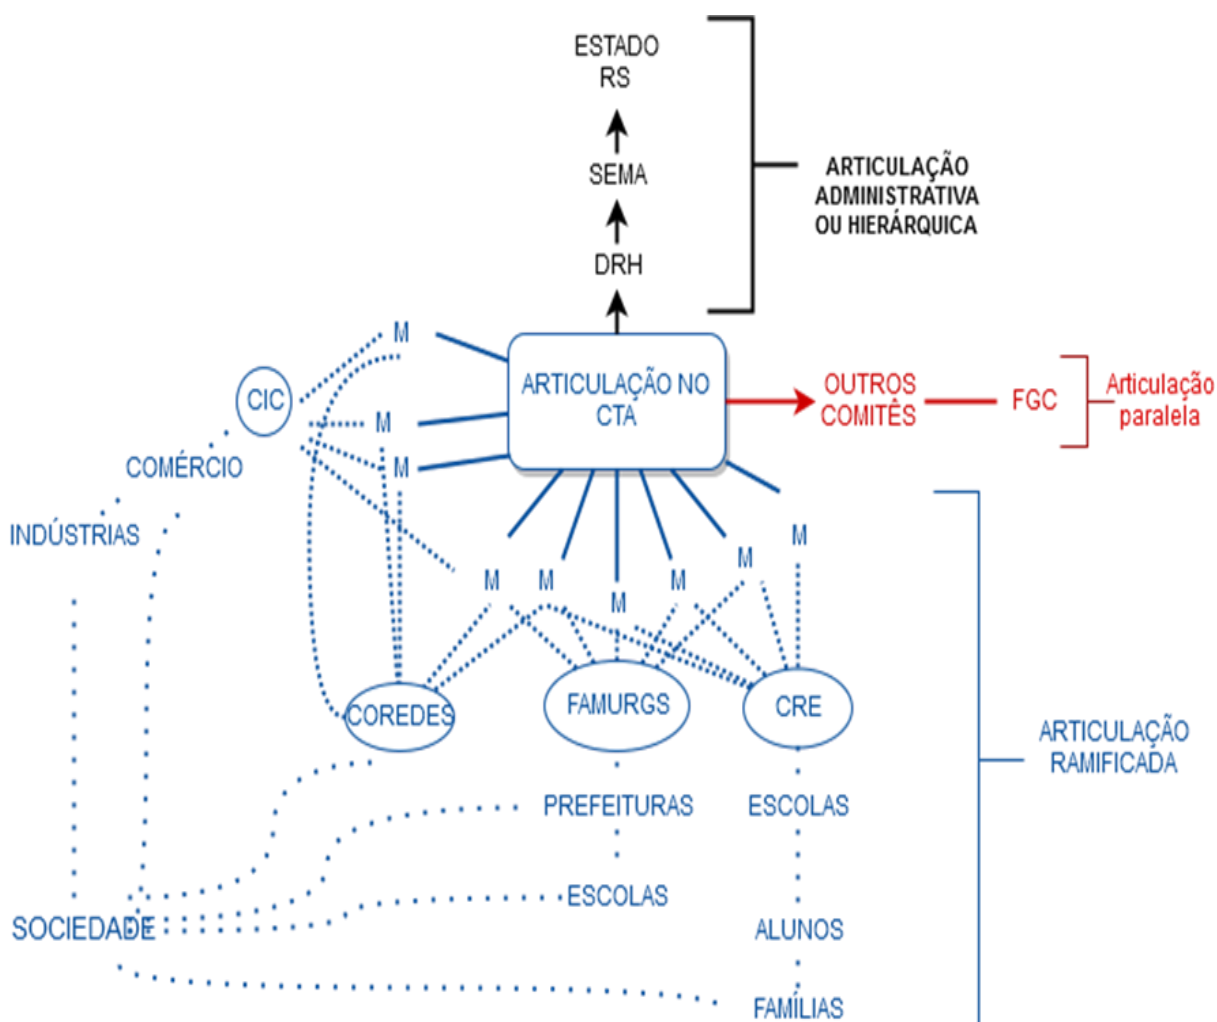 ESTADO
RS
SEMA
DRH
ARTICULAÇÃO
ADMINISTRATIVA
OU HIERÁRQUICA
M
CIC
ARTICULAÇÃO NO
CTA
OUTROS
COMITÊS
FGC
Articulação
paralela
M
M
COMÉRCIO
INDÚSTRIAS
M
M
M
M
M
M
COREDES
FAMURGS
CRE
ARTICULAÇÃO
RAMIFICADA
PREFEITURAS
ESCOLAS
ESCOLAS
SOCIEDADE
ALUNOS
FAMÍLIAS